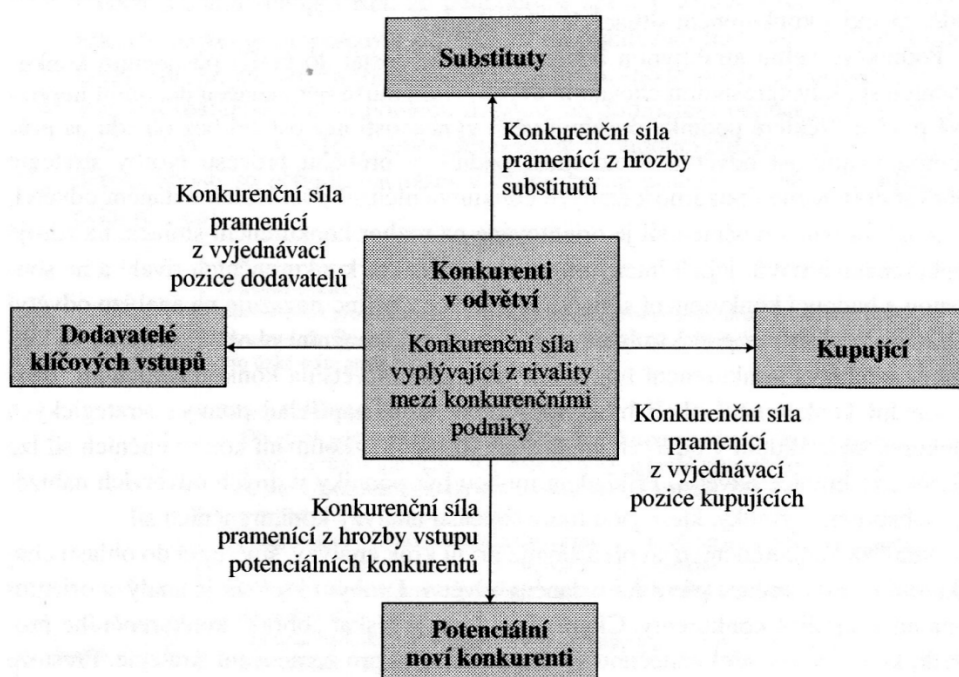 Substituty
Konkurenční síla
pramenící z hrozby
substitutů
Konkurenční síla
pramenící
z vyjednávací
pozice dodavatelů
Konkurenti
v odvětví
Konkurenční síla
vyplývající z rivality
mezi konkurenčními
podniky
Dodavatelé
klíčových vstupů
Kupující
Konkurenční síla
pramenící
z vyjednávací
pozice kupujících
Konkurenční síla
pramenící z hrozby vstupu
potenciálních konkurentů
Potenciální
noví konkurenti